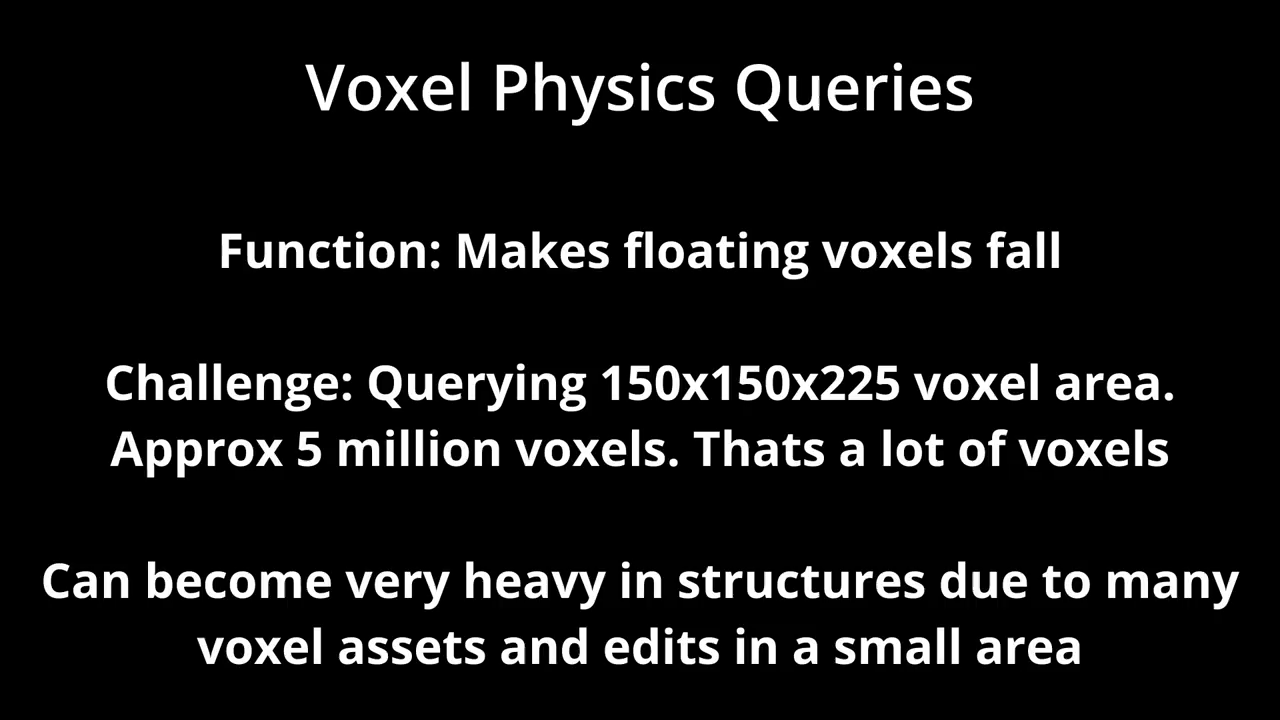 Voxel Physics Queries
Function: Makes floating voxels fall
Challenge: Querying 150x150x225 voxel area.
Approx 5 million voxels. Thats a lot of voxels
Can become very heavy in structures due to many
voxel assets and edits in a small area